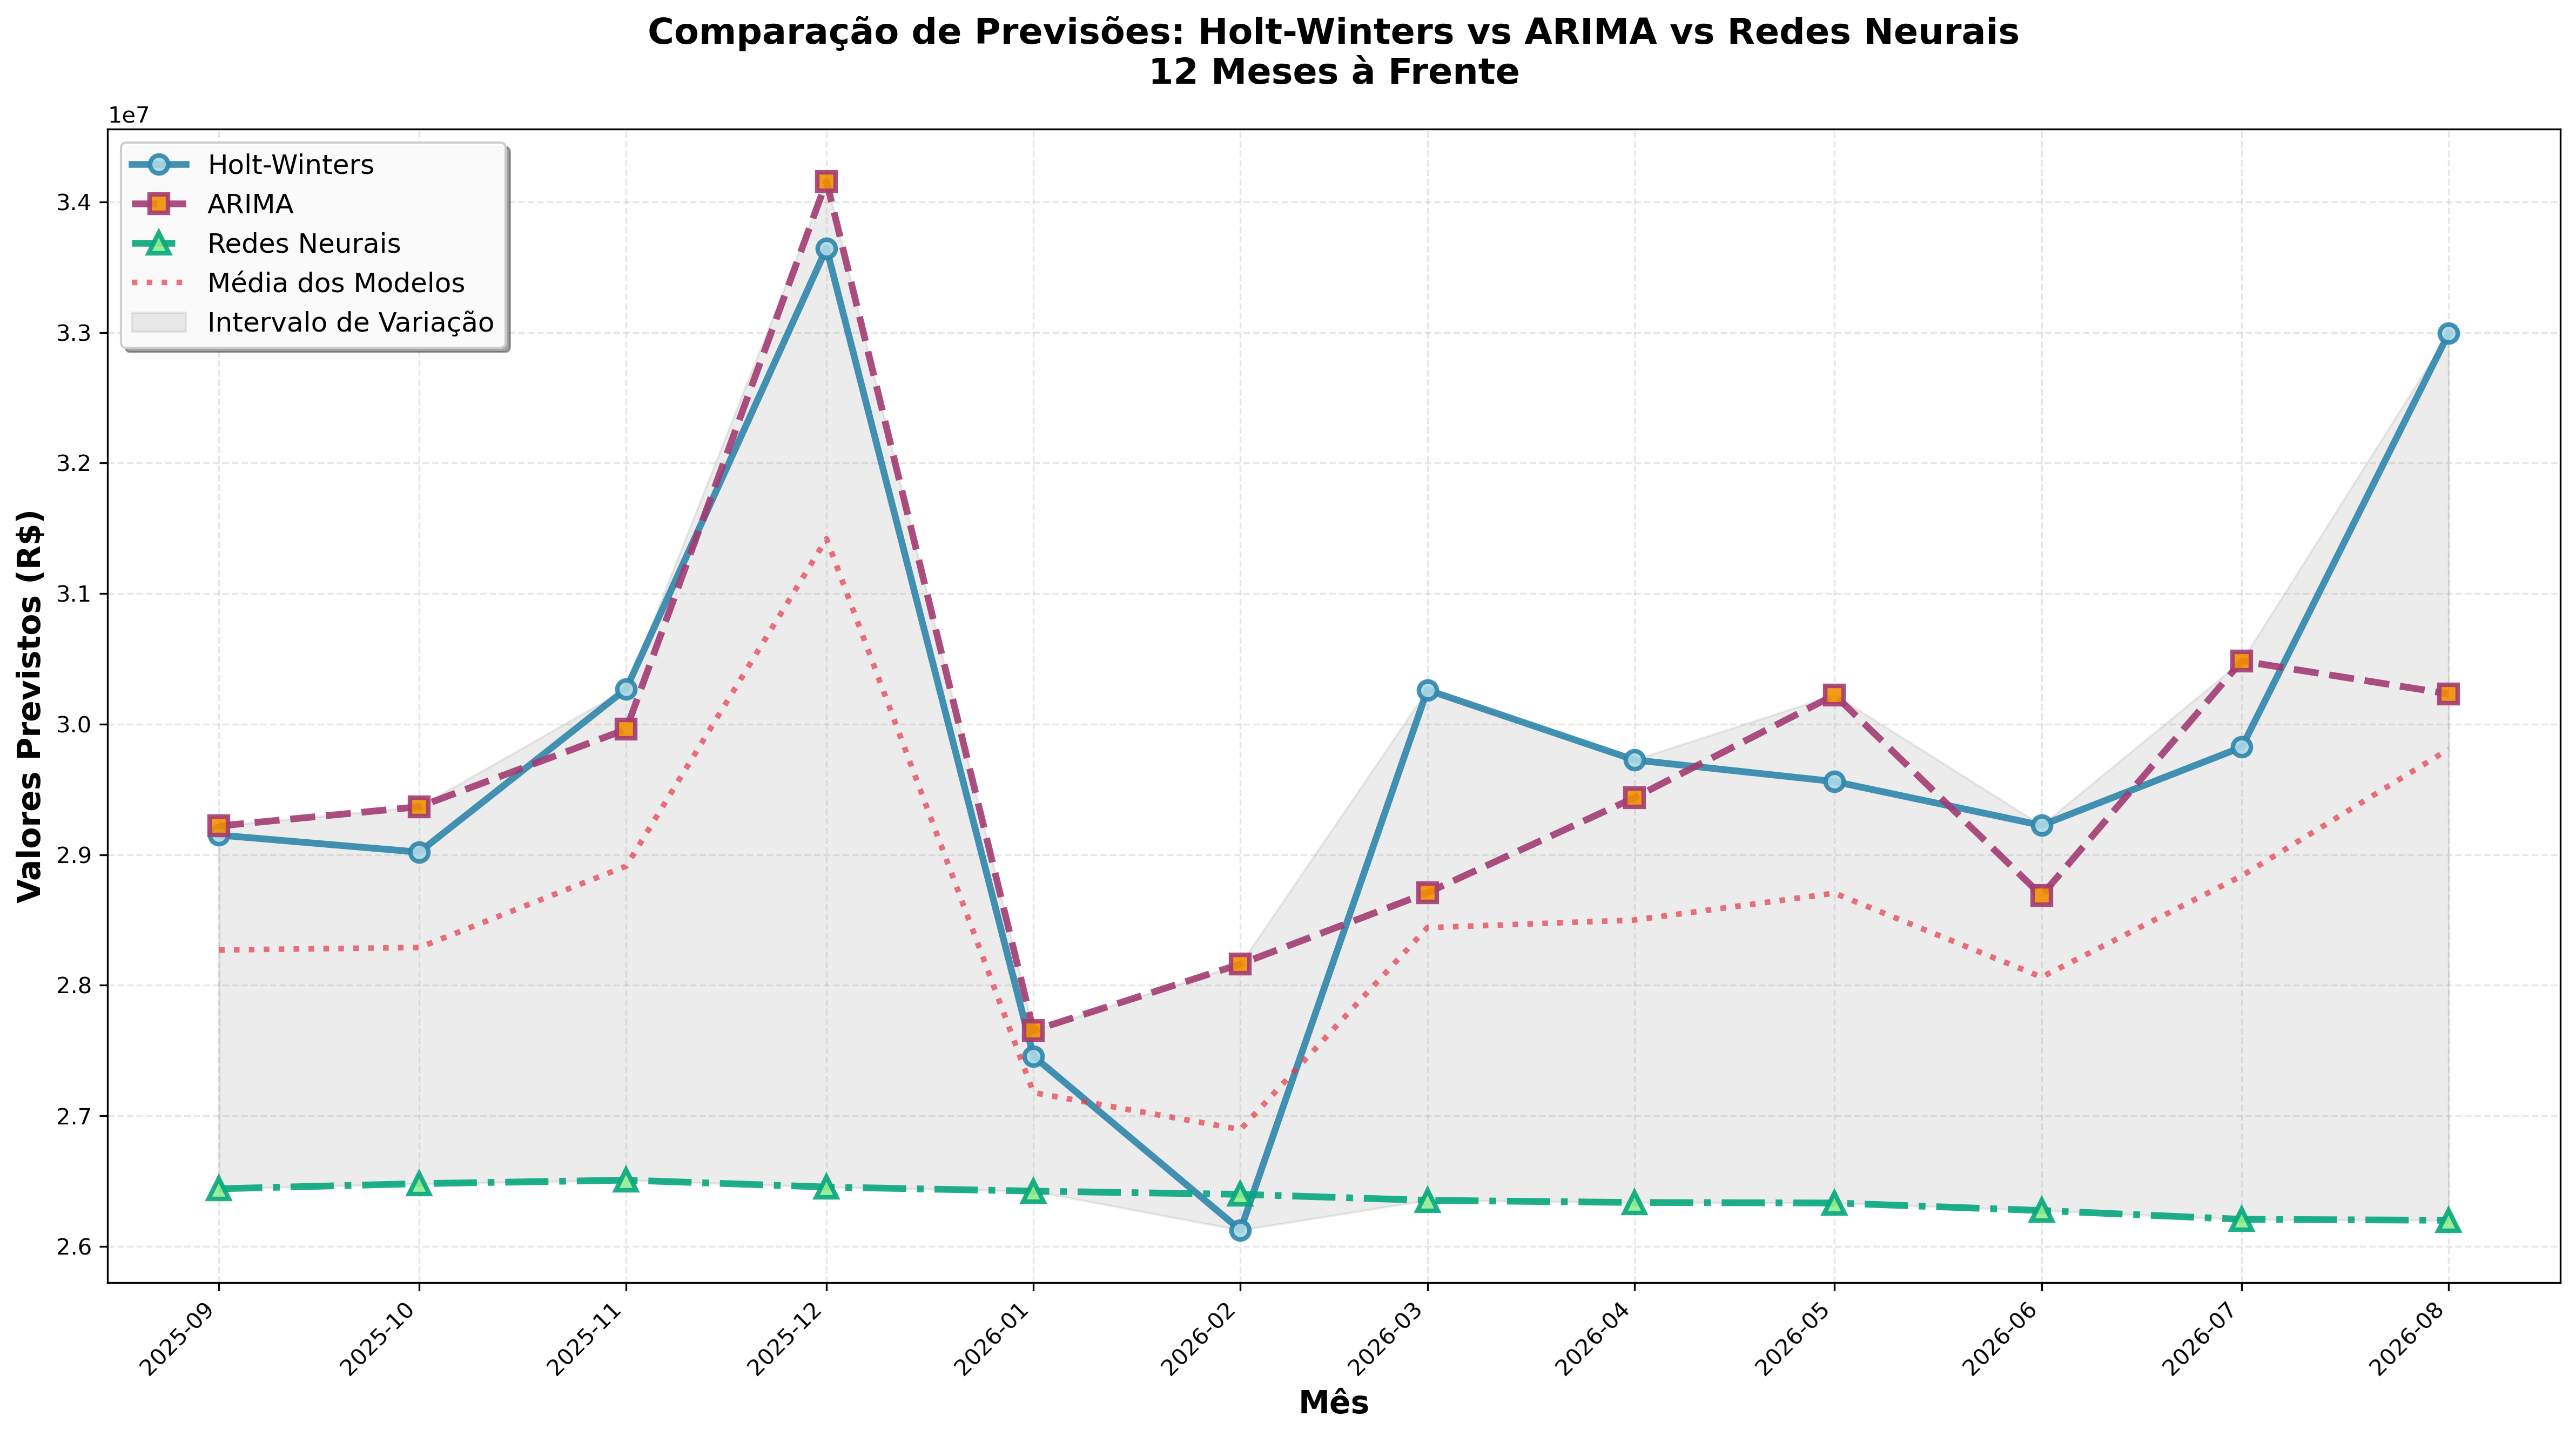 Comparação de Previsões: Holt-Winters vs ARIMA vs Redes Neurais
12 Meses à Frente
1e7
Holt-Winters
ARIMA
Redes Neurais
Média dos Modelos
Intervalo de Variação
Valores Previstos (R$)
3.4
3.3
3.2
3.1
3.0
2.9
2.8
2.7
2.6
2025-09
2025-10
2025-11
2025-12
2026-01
2026-02
2026-03
2026-04
2026-05
2026-06
2026-07
2026-08
Mês